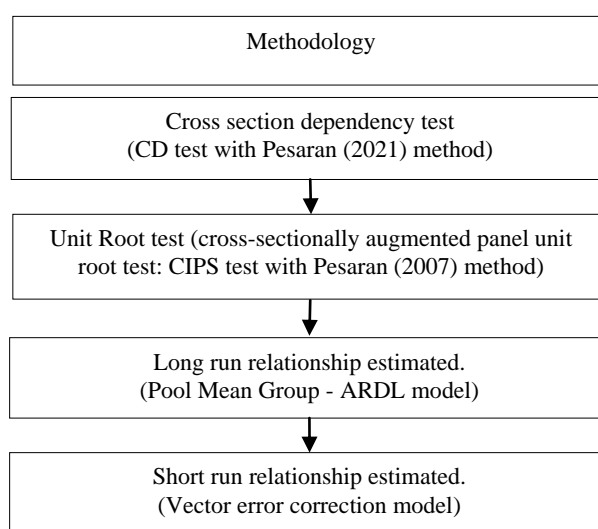 Methodology
Cross section dependency test
(CD test with Pesaran (2021) method)
Unit Root test (cross-sectionally augmented panel unit
root test: CIPS test with Pesaran (2007) method)
Long run relationship estimated.
(Pool Mean Group - ARDL model)
Short run relationship estimated.
(Vector error correction model)